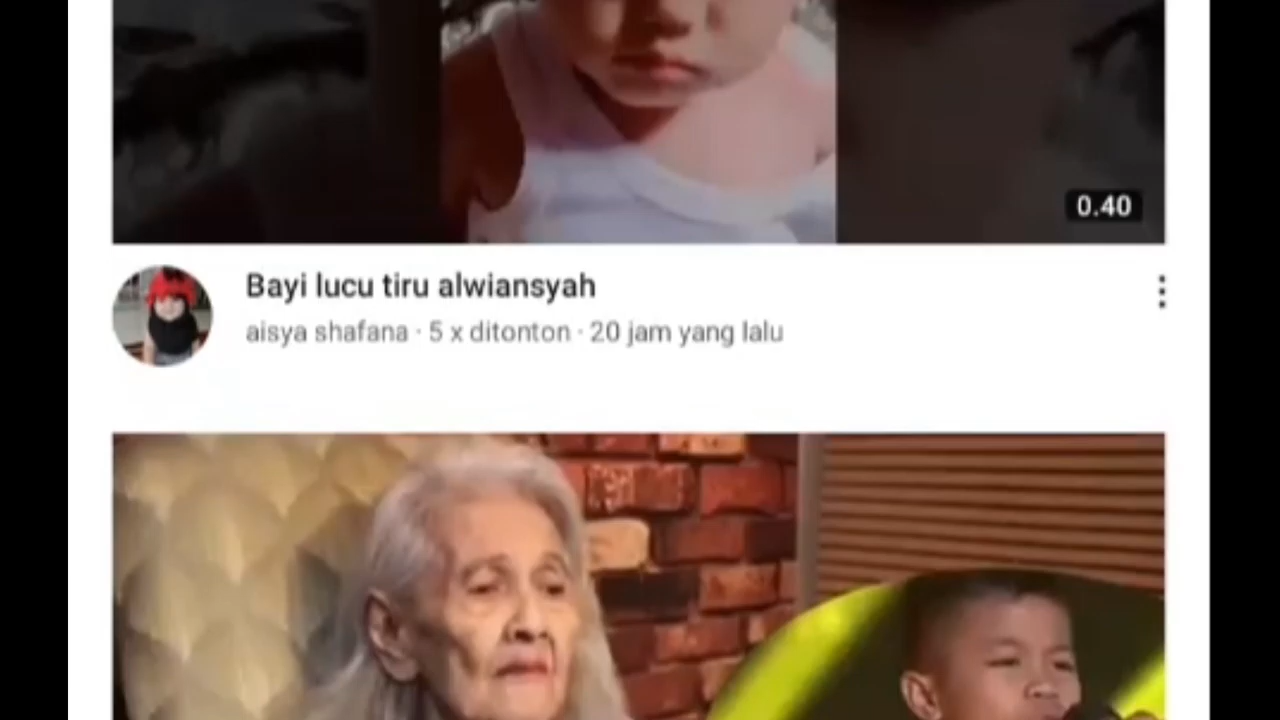 0.40
Bayi lucu tiru alwiansyah
aisya shafana · 5 x ditonton · 20 jam yang lalu